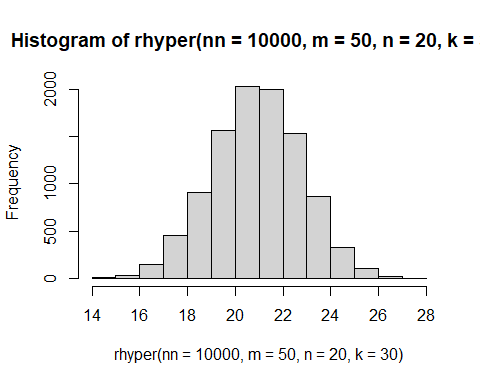 Histogram of rhyper(nn = 10000, m = 50, n = 20, k =
Frequency
2000
1000
500
0
14 16 18 20 22 24 26 28
rhyper(nn = 10000, m = 50, n = 20, k = 30)